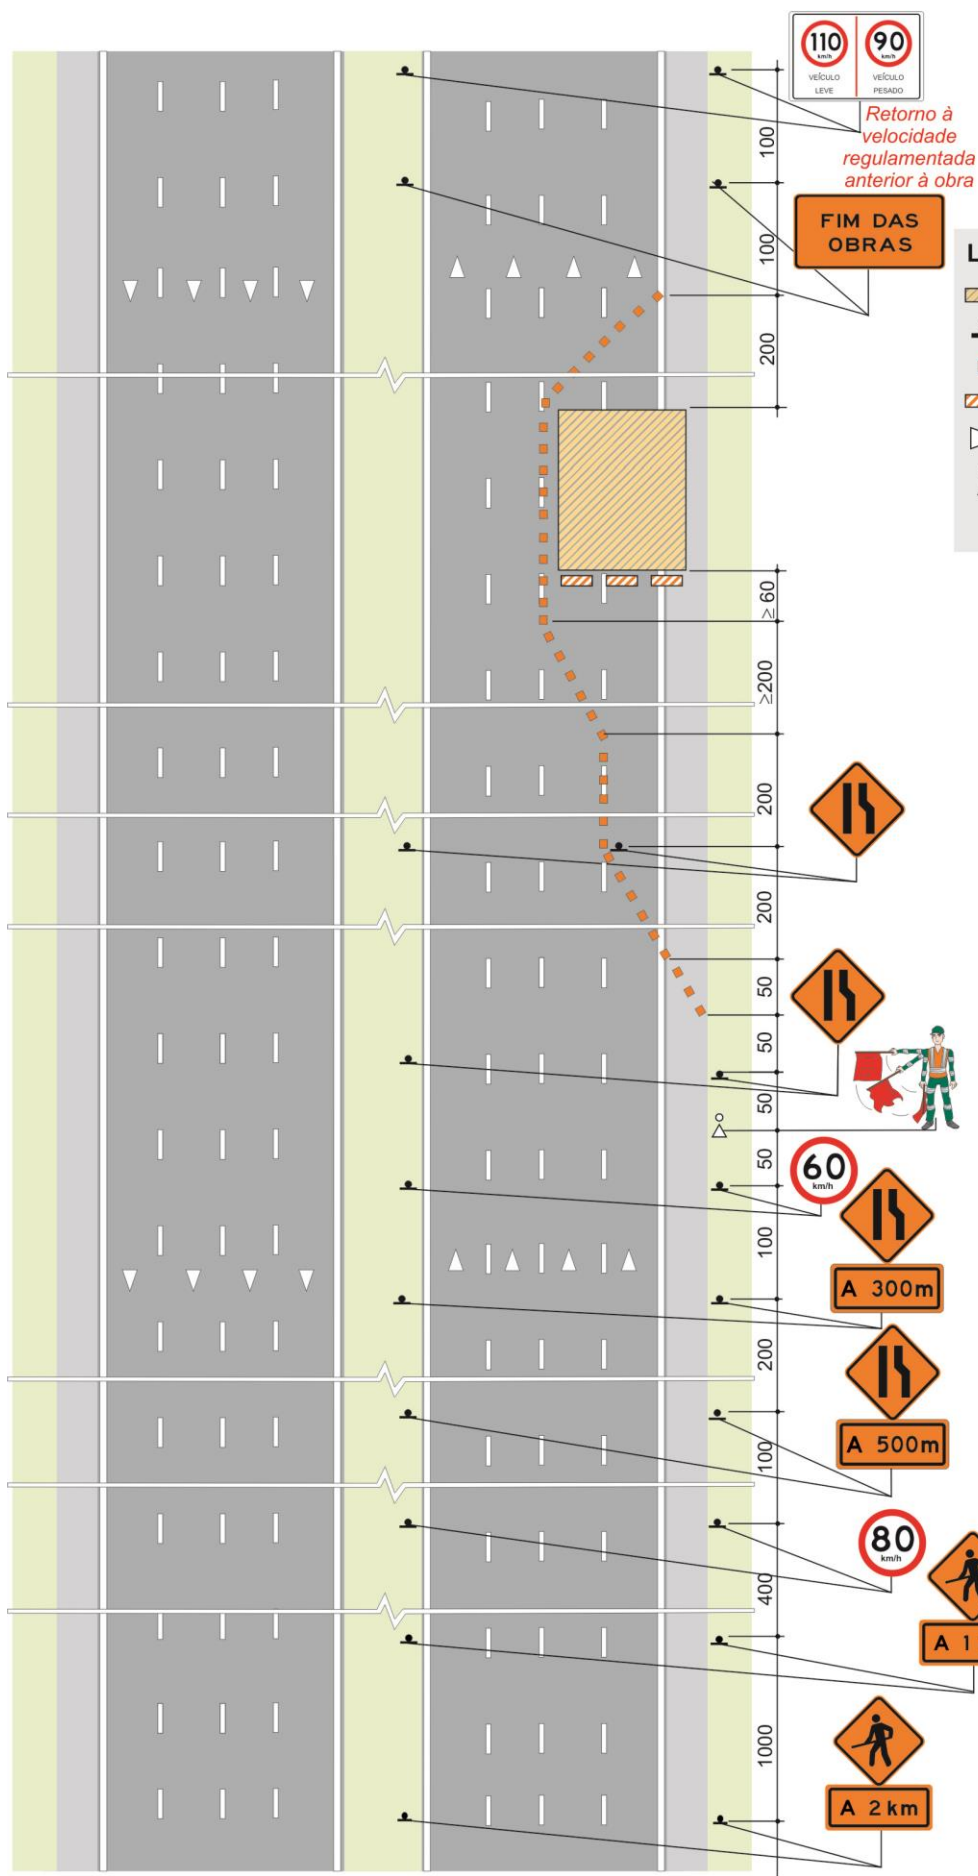 110 90
km/h km/h
VEÍCULO VEÍCULO
LEVE PESADO
Retorno à
velocidade
regulamentada
anterior à obra
100
FIM DAS
OBRAS
100
L
200
≥ 60
≥200
200
200
50
50
50
50
60
km/h
100
A 300m
200
A 500m
100
80
km/h
400
A 1
1000
A 2 km